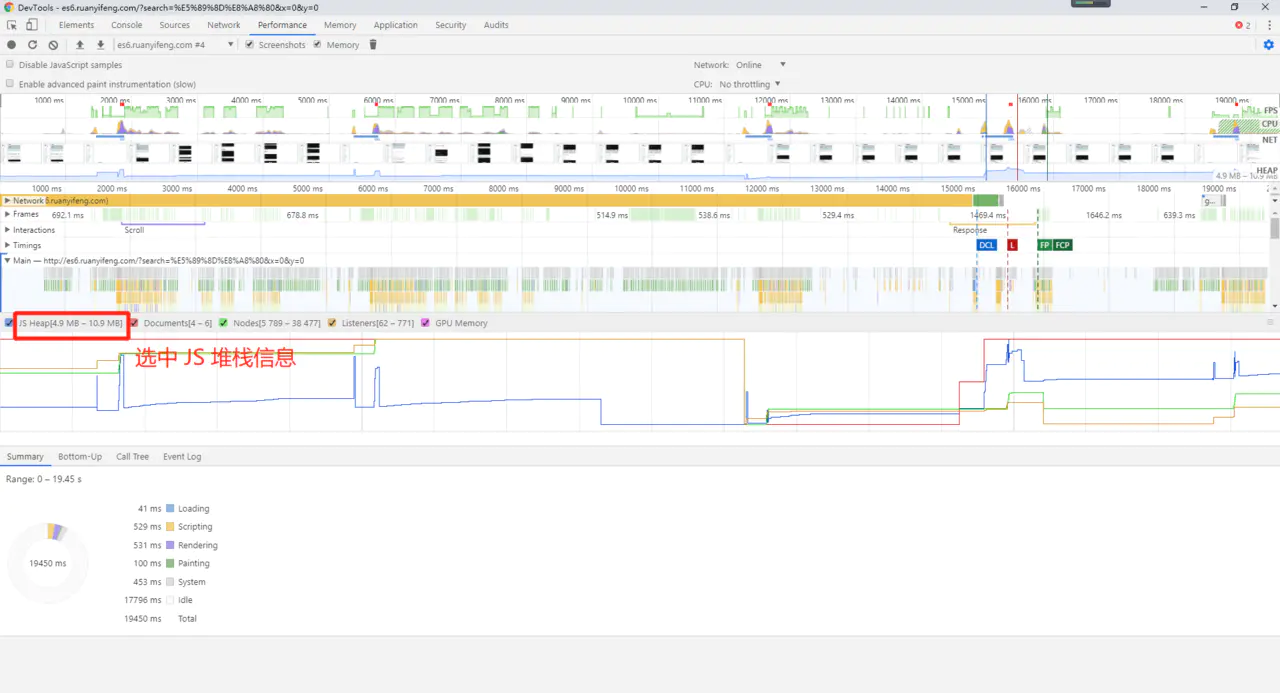 DevTools - es6.ruanyifeng.com/?search=%E5%89%8D%E8%A8%80&x=0&y=0
Elements Console Sources Network Performance Memory Application Security Audits 2
es6.ruanyifeng.com #4 Screenshots Memory
Disable JavaScript samples Network: Online
Enable advanced paint instrumentation (slow) CPU: No throttling
1000 ms 2000 ms 3000 ms 4000 ms 5000 ms 6000 ms 7000 ms 8000 ms 9000 ms 10000 ms 11000 ms 12000 ms 13000 ms 14000 ms 15000 ms 16000 ms 17000 ms 18000 ms 19000 ms
FPS
CPU
NET
HEAP
4.9 MB – 10.9 MB
1000 ms 2000 ms 3000 ms 4000 ms 5000 ms 6000 ms 7000 ms 8000 ms 9000 ms 10000 ms 11000 ms 12000 ms 13000 ms 14000 ms 15000 ms 16000 ms 17000 ms 18000 ms 19000 ms
Network .ruanyifeng.com) g...
Frames 692.1 ms 678.8 ms 514.9 ms 538.6 ms 529.4 ms 1469.4 ms 1646.2 ms 639.3 ms
Interactions Scroll Response
Timings DCL L FP FCP
Main — http://es6.ruanyifeng.com/?search=%E5%89%8D%E8%A8%80&x=0&y=0
JS Heap[4.9 MB – 10.9 MB] Documents[4 – 6] Nodes[5 789 – 38 477] Listeners[62 – 771] GPU Memory
选中 JS 堆栈信息
Summary Bottom-Up Call Tree Event Log
Range: 0 – 19.45 s
41 ms Loading
529 ms Scripting
531 ms Rendering
19450 ms
100 ms Painting
453 ms System
17796 ms Idle
19450 ms Total